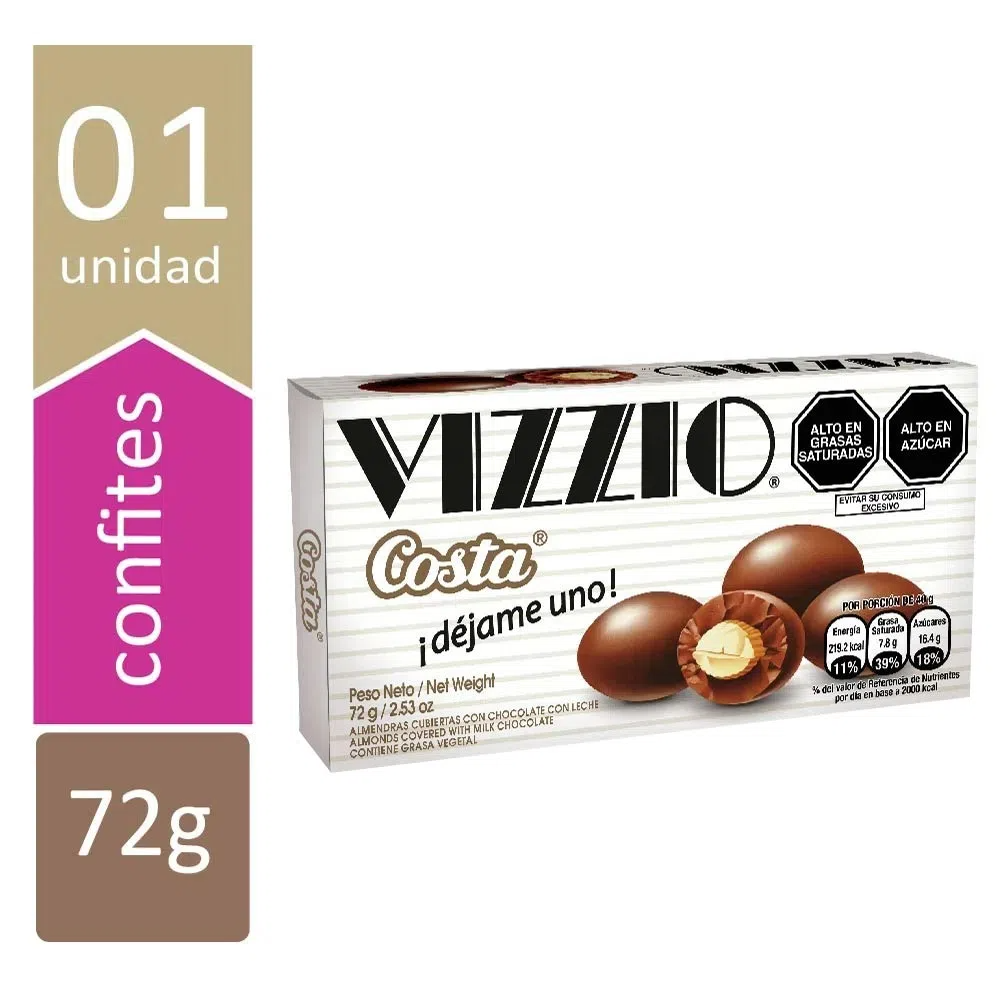 01
unidad
confites
72g
VIZZIO
VIZZIO®
Costa®
Costa®
¡déjame uno!
Peso Neto / Net Weight
72 g / 2.53 oz
ALMENDRAS CUBIERTAS CON CHOCOLATE CON LECHE
ALMONDS COVERED WITH MILK CHOCOLATE
CONTIENE GRASA VEGETAL
ALTO EN
GRASAS
SATURADAS
ALTO EN
AZÚCAR
EVITAR SU CONSUMO
EXCESIVO
POR PORCIÓN DE 40 g
Energía
219.2 kcal
11%
Grasa
Saturada
7.8 g
39%
Azúcares
16.4 g
18%
% del valor de Referencia de Nutrientes
por día en base a 2000 kcal